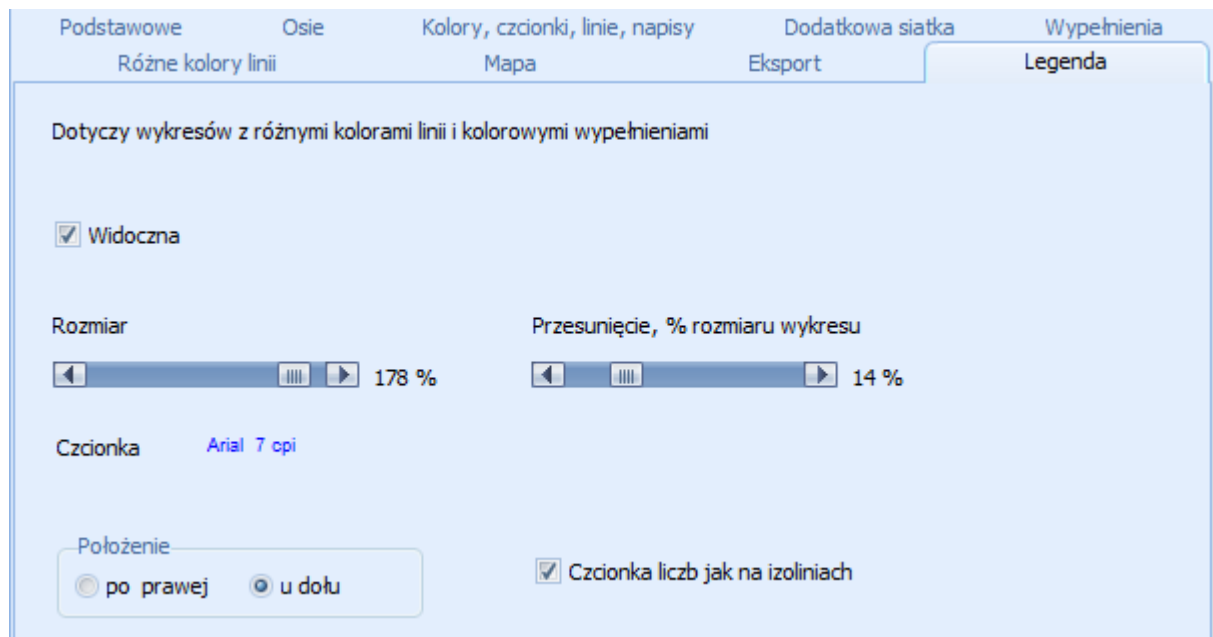 Podstawowe Osie Kolory, czcionki, linie, napisy Dodatkowa siatka Wypełnienia
Różne kolory linii Mapa Eksport Legenda
Dotyczy wykresów z różnymi kolorami linii i kolorowymi wypełnieniami
Widoczna
Rozmiar Przesunięcie, % rozmiaru wykresu
178 % 14 %
Czcionka Arial 7 cpi
Położenie
po prawej u dołu Czcionka liczb jak na izoliniach